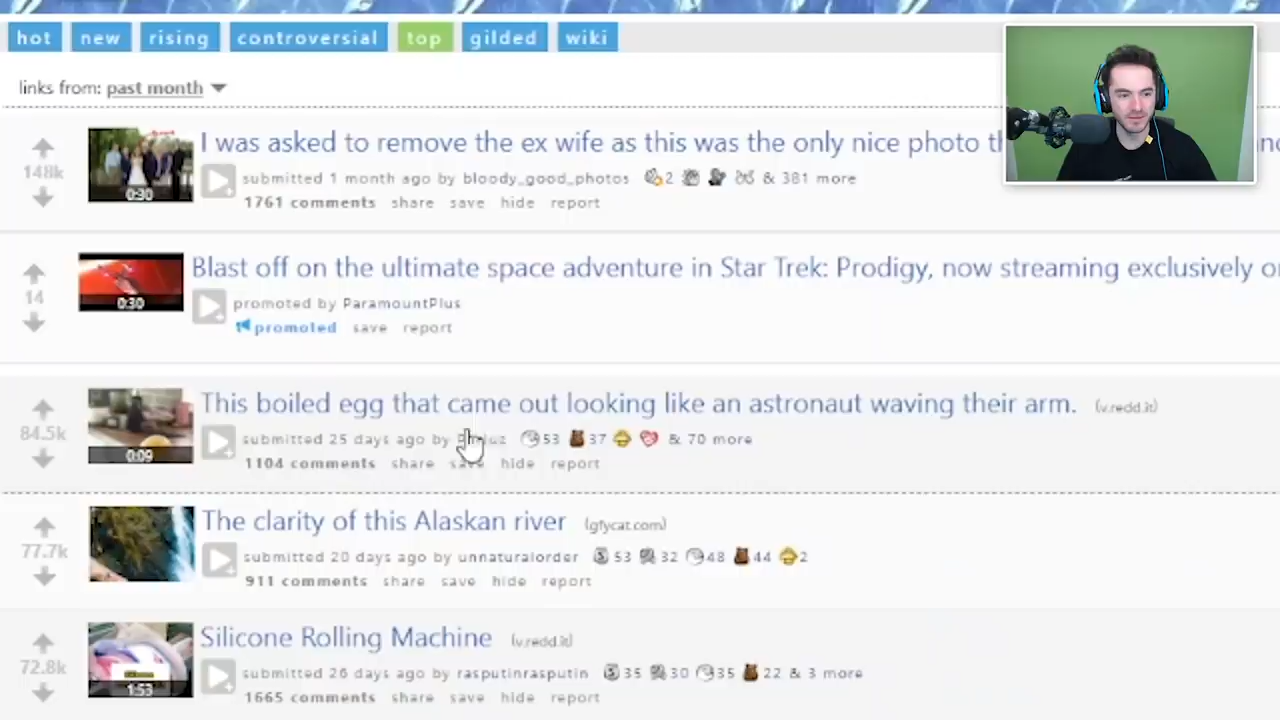 hot new rising controversial top gilded wiki
links from: past month
148k
0:30
I was asked to remove the ex wife as this was the only nice photo
submitted 1 month ago by bloody_good_photos 2 & 381 more
1761 comments share save hide report
14
0:30
Blast off on the ultimate space adventure in Star Trek: Prodigy, now streaming exclusively
promoted by ParamountPlus
promoted save report
84.5k
0:09
This boiled egg that came out looking like an astronaut waving their arm. (v.redd.it)
submitted 25 days ago by 53 37 & 70 more
1104 comments share save hide report
77.7k
The clarity of this Alaskan river (gfycat.com)
submitted 20 days ago by unnaturalorder 53 32 48 44 2
911 comments share save hide report
72.8k
1:53
Silicone Rolling Machine (v.redd.it)
submitted 26 days ago by rasputinrasputin 35 30 35 22 & 3 more
1665 comments share save hide report